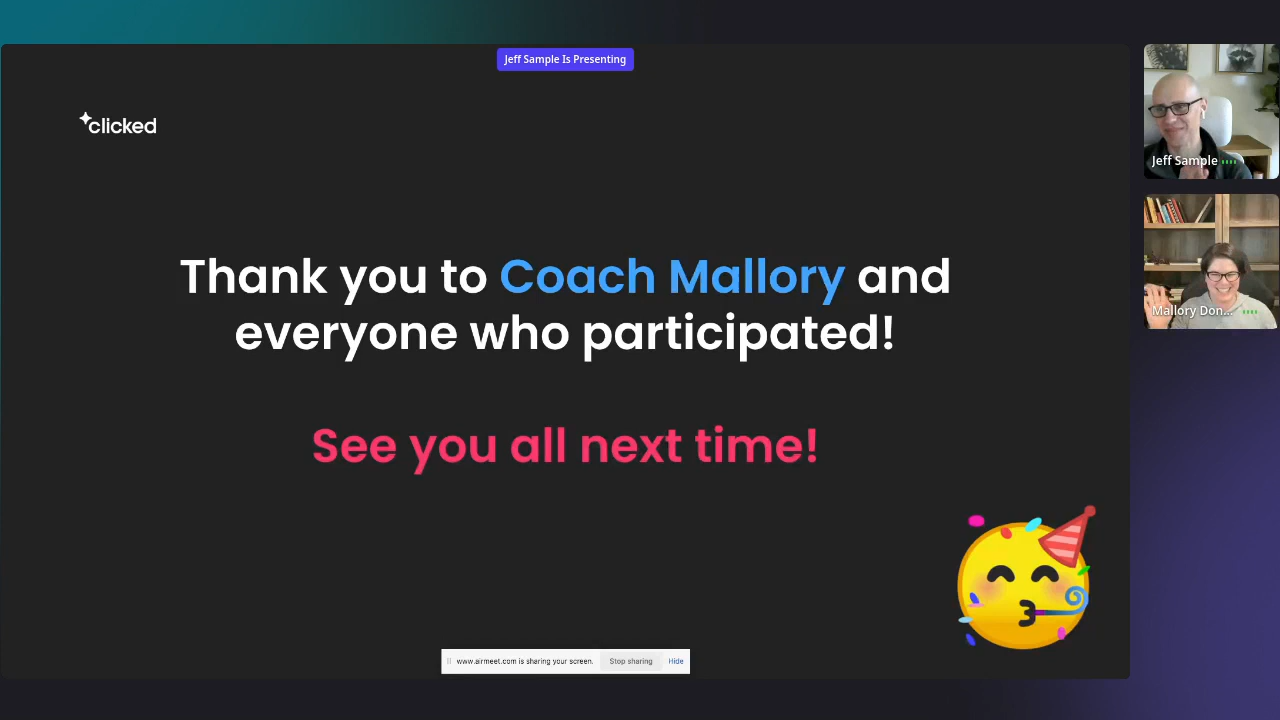 Jeff Sample Is Presenting
clicked
Thank you to Coach Mallory and
everyone who participated!
See you all next time!
www.airmeet.com is sharing your screen. Stop sharing Hide
Jeff Sample
Mallory Don...